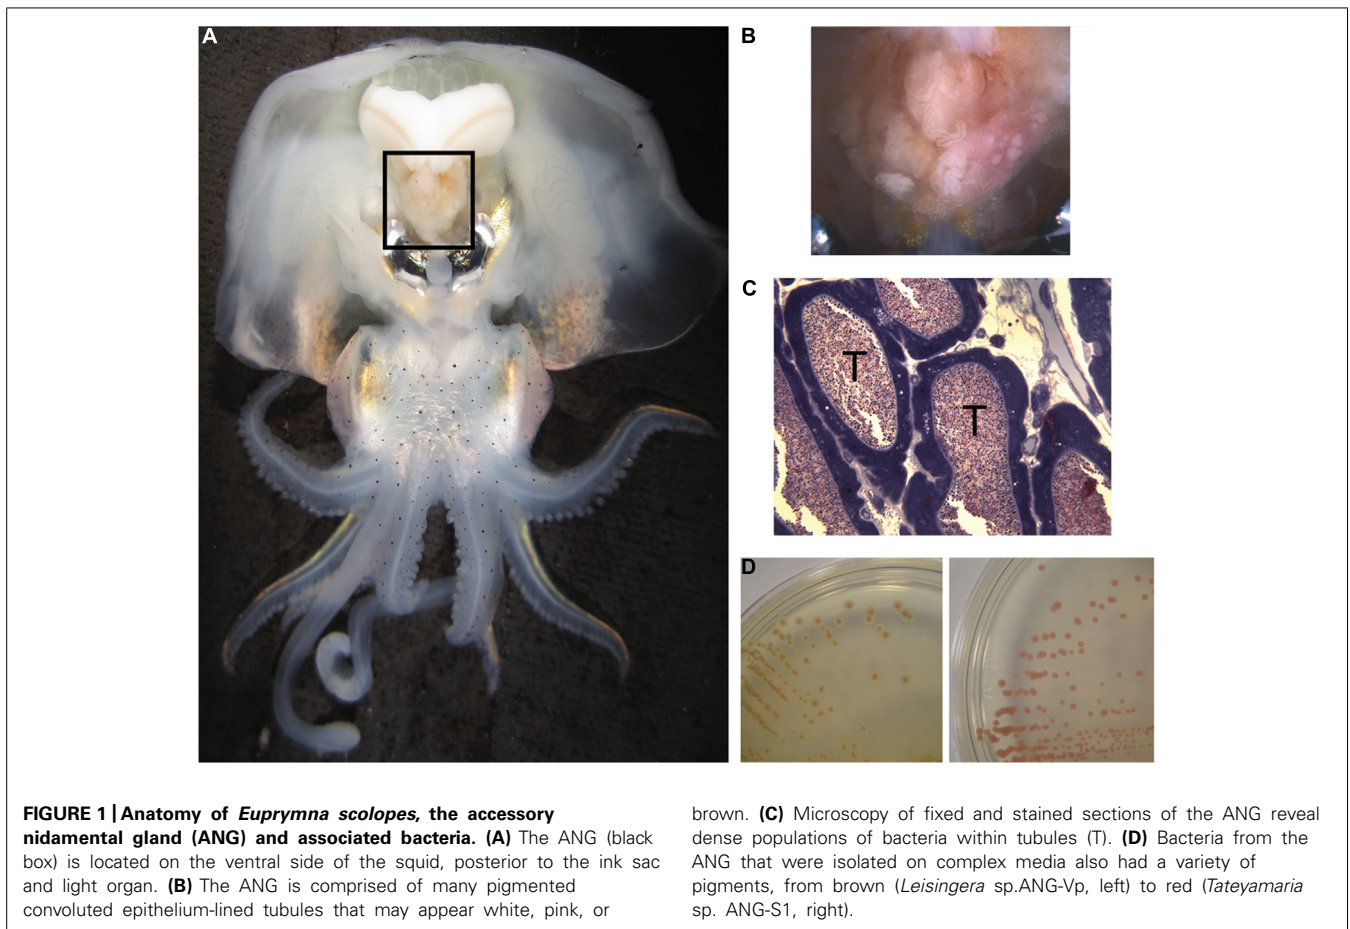 A
B
C
T
T
D
FIGURE 1 | Anatomy of Euprymna scolopes, the accessory
nidamental gland (ANG) and associated bacteria. (A) The ANG (black
box) is located on the ventral side of the squid, posterior to the ink sac
and light organ. (B) The ANG is comprised of many pigmented
convoluted epithelium-lined tubules that may appear white, pink, or
brown. (C) Microscopy of fixed and stained sections of the ANG reveal
dense populations of bacteria within tubules (T). (D) Bacteria from the
ANG that were isolated on complex media also had a variety of
pigments, from brown (Leisingera sp.ANG-Vp, left) to red (Tateyamaria
sp. ANG-S1, right).